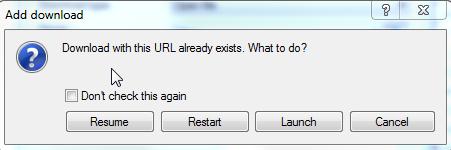 Add download
?
Download with this URL already exists. What to do?
Don't check this again
Resume Restart Launch Cancel